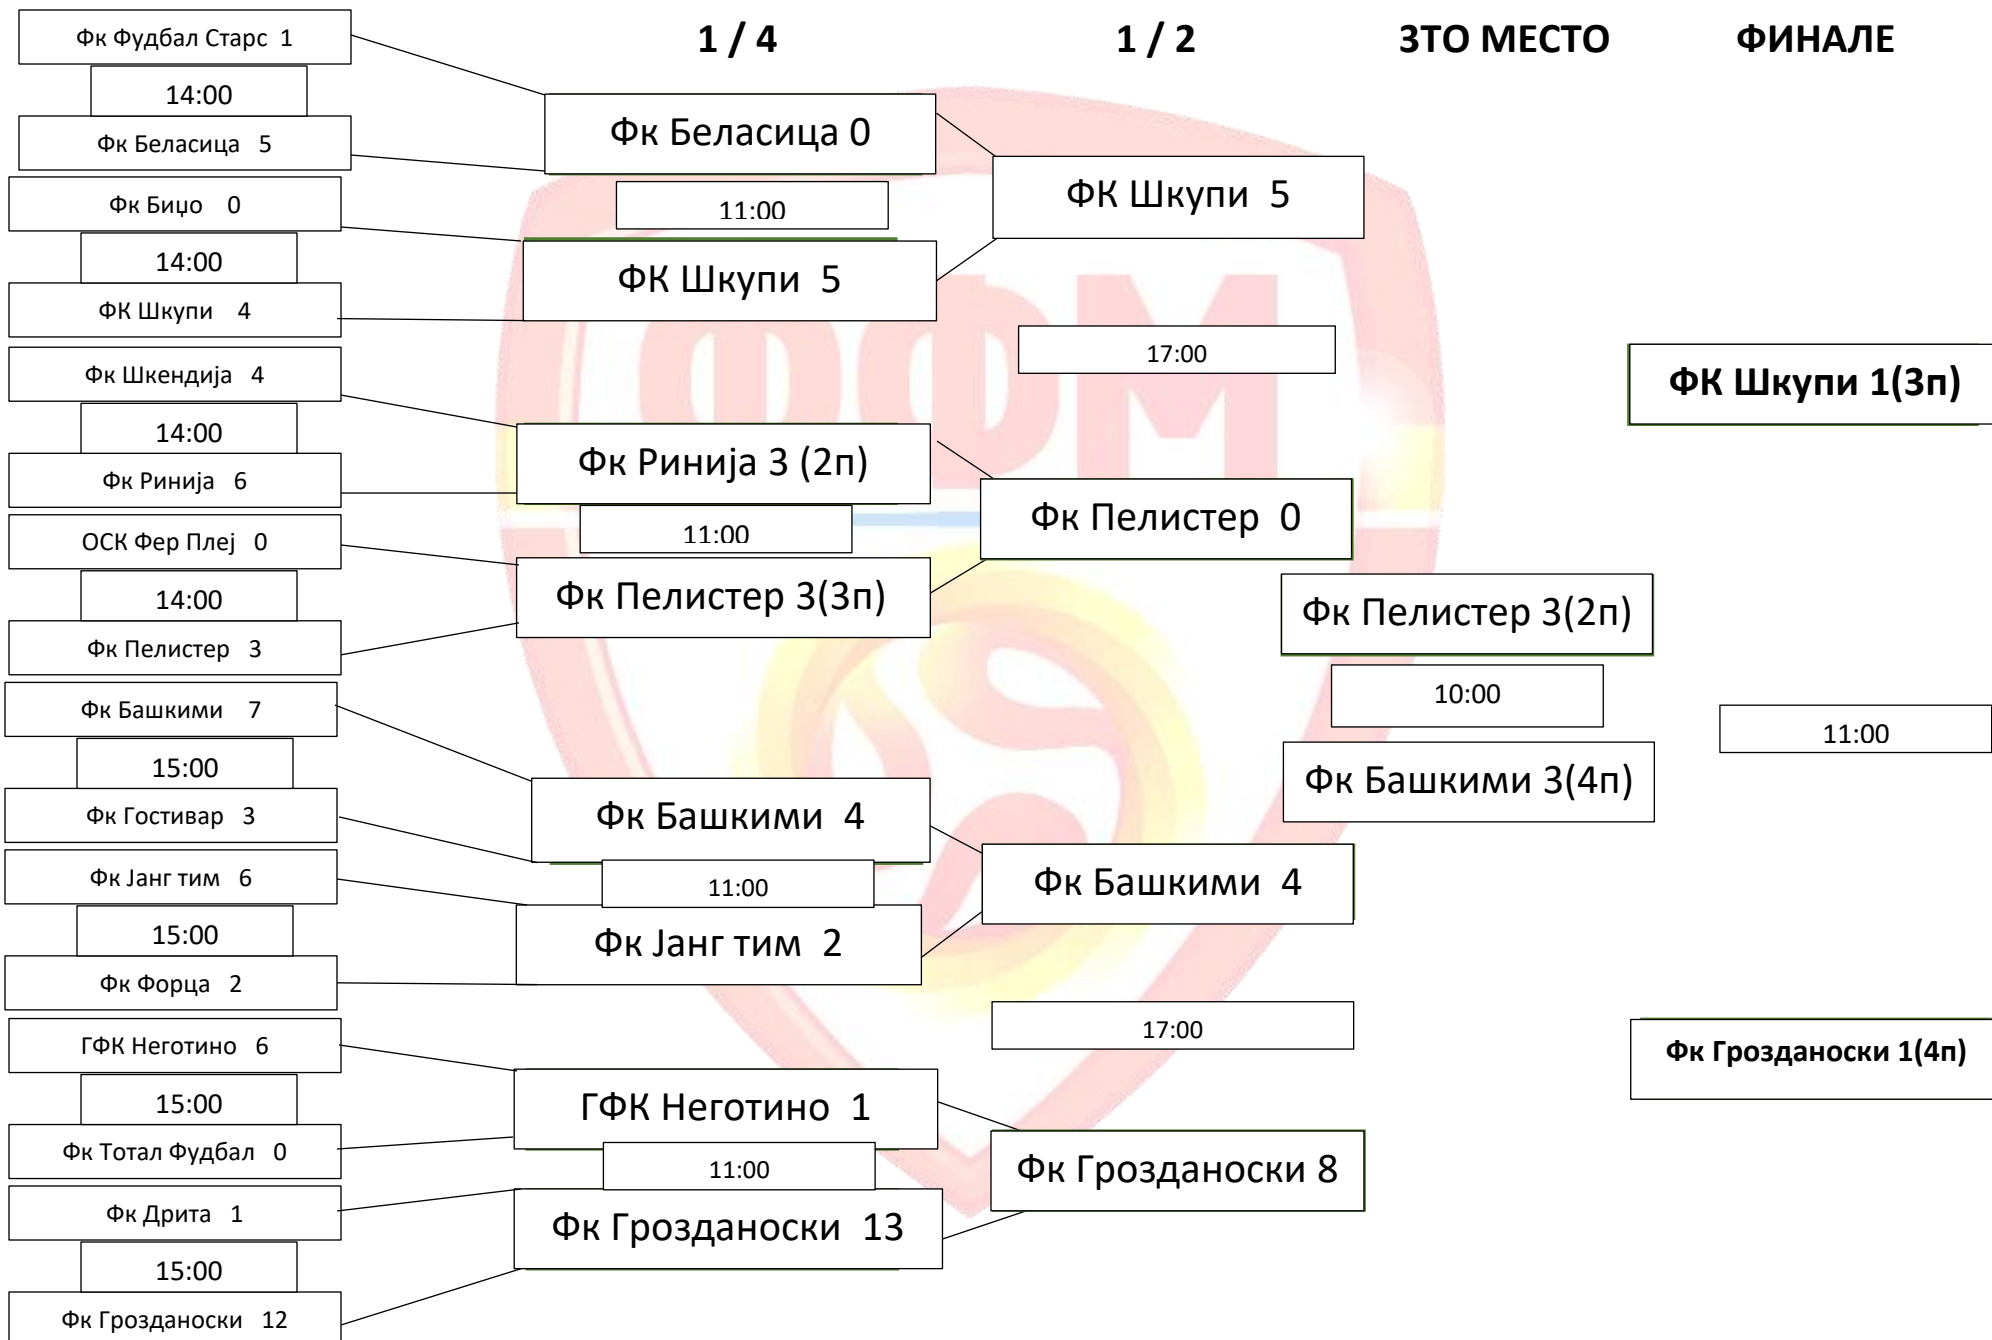 1 / 4
1 / 2
3ТО МЕСТО
ФИНАЛЕ
Фк Фудбал Старс 1
14:00
Фк Беласица 5
Фк Биџо 0
14:00
ФК Шкупи 4
Фк Шкендија 4
14:00
Фк Ринија 6
ОСК Фер Плеј 0
14:00
Фк Пелистер 3
Фк Башкими 7
15:00
Фк Гостивар 3
Фк Јанг тим 6
15:00
Фк Форца 2
ГФК Неготино 6
15:00
Фк Тотал Фудбал 0
Фк Дрита 1
15:00
Фк Грозданоски 12
Фк Беласица 0
11:00
ФК Шкупи 5
Фк Ринија 3 (2п)
11:00
Фк Пелистер 3(3п)
Фк Башкими 4
11:00
Фк Јанг тим 2
ГФК Неготино 1
11:00
Фк Грозданоски 13
ФК Шкупи 5
17:00
Фк Пелистер 0
Фк Башкими 4
17:00
Фк Грозданоски 8
Фк Пелистер 3(2п)
10:00
Фк Башкими 3(4п)
ФК Шкупи 1(3п)
11:00
Фк Грозданоски 1(4п)
ФФМ